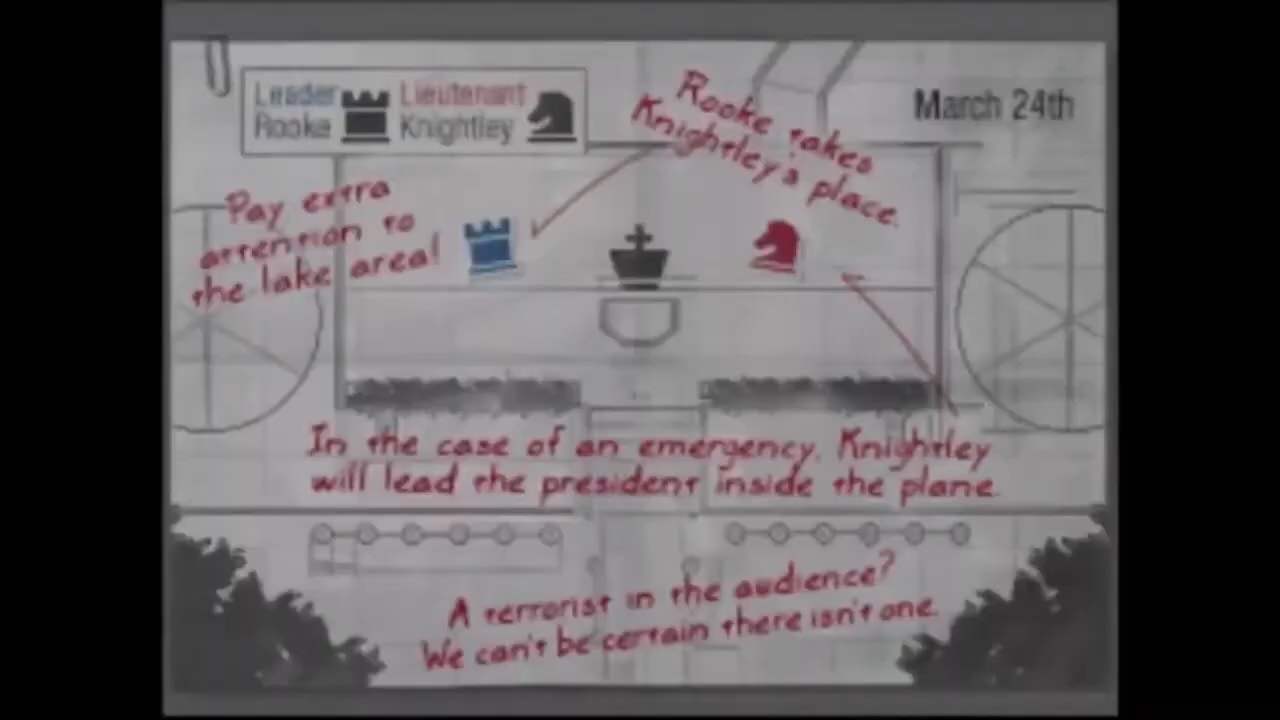 Leader
Rooke
Lieutenant
Knightley
March 24th
Rooke takes
Knightley's place.
Pay extra
attention to
the lake area!
In the case of an emergency, Knightley
will lead the president inside the plane
A terrorist in the audience?
We can't be certain there isn't one.